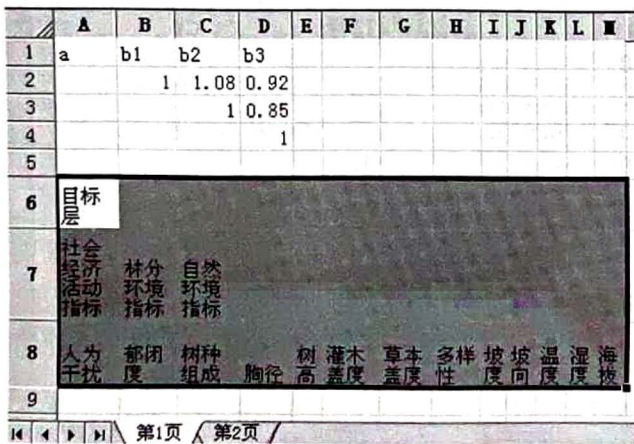 A B C D E F G H I J K L M
1 a b1 b2 b3
2 1 1.08 0.92
3 1 0.85
4 1
5
6 目标层
7 社会经济活动指标 林分环境指标 自然环境指标
8 人为干扰 郁闭度 树种组成 胸径 树高 灌木盖度 草本盖度 多样性 坡度 坡向 温度 湿度 海拔
9
第1页 第2页